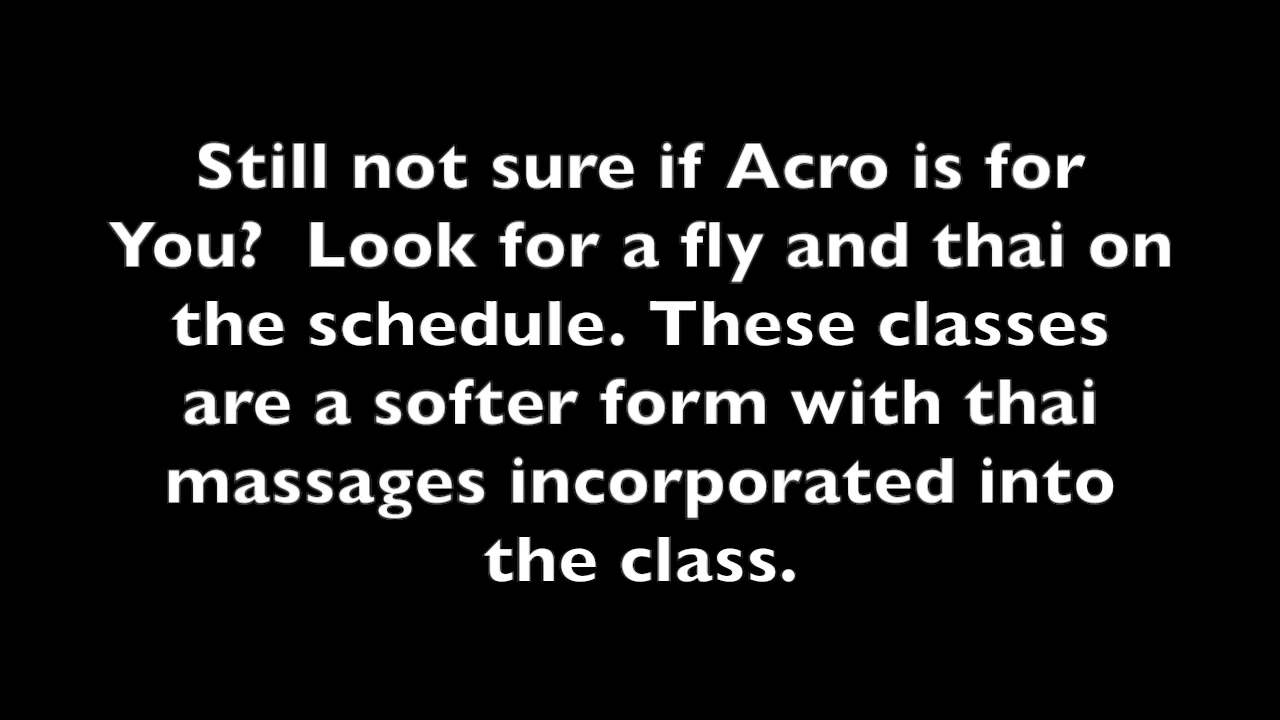 Still not sure if Acro is for
You?  Look for a fly and thai on
the schedule.  These classes
are a softer form with thai
massages incorporated into
the class.